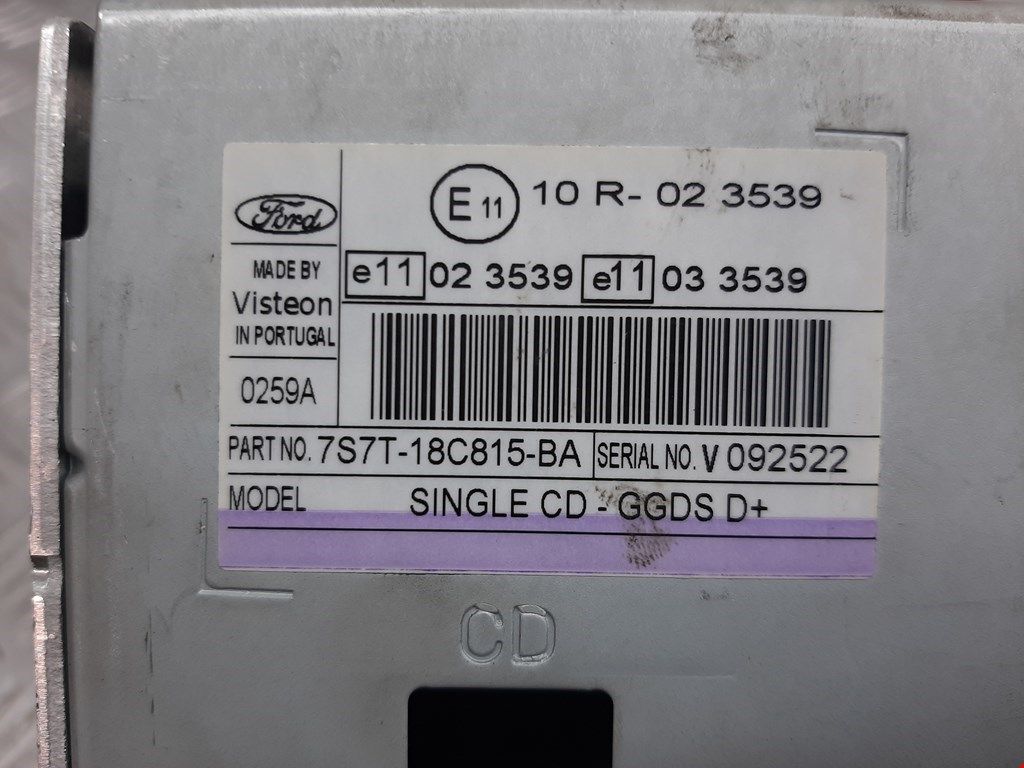 Ford
MADE BY
Visteon
IN PORTUGAL
0259A
E 11 10 R- 02 3539
e11 02 3539 e11 03 3539
PART NO. 7S7T-18C815-BA SERIAL NO. V 092522
MODEL SINGLE CD - GGDS D+
CD